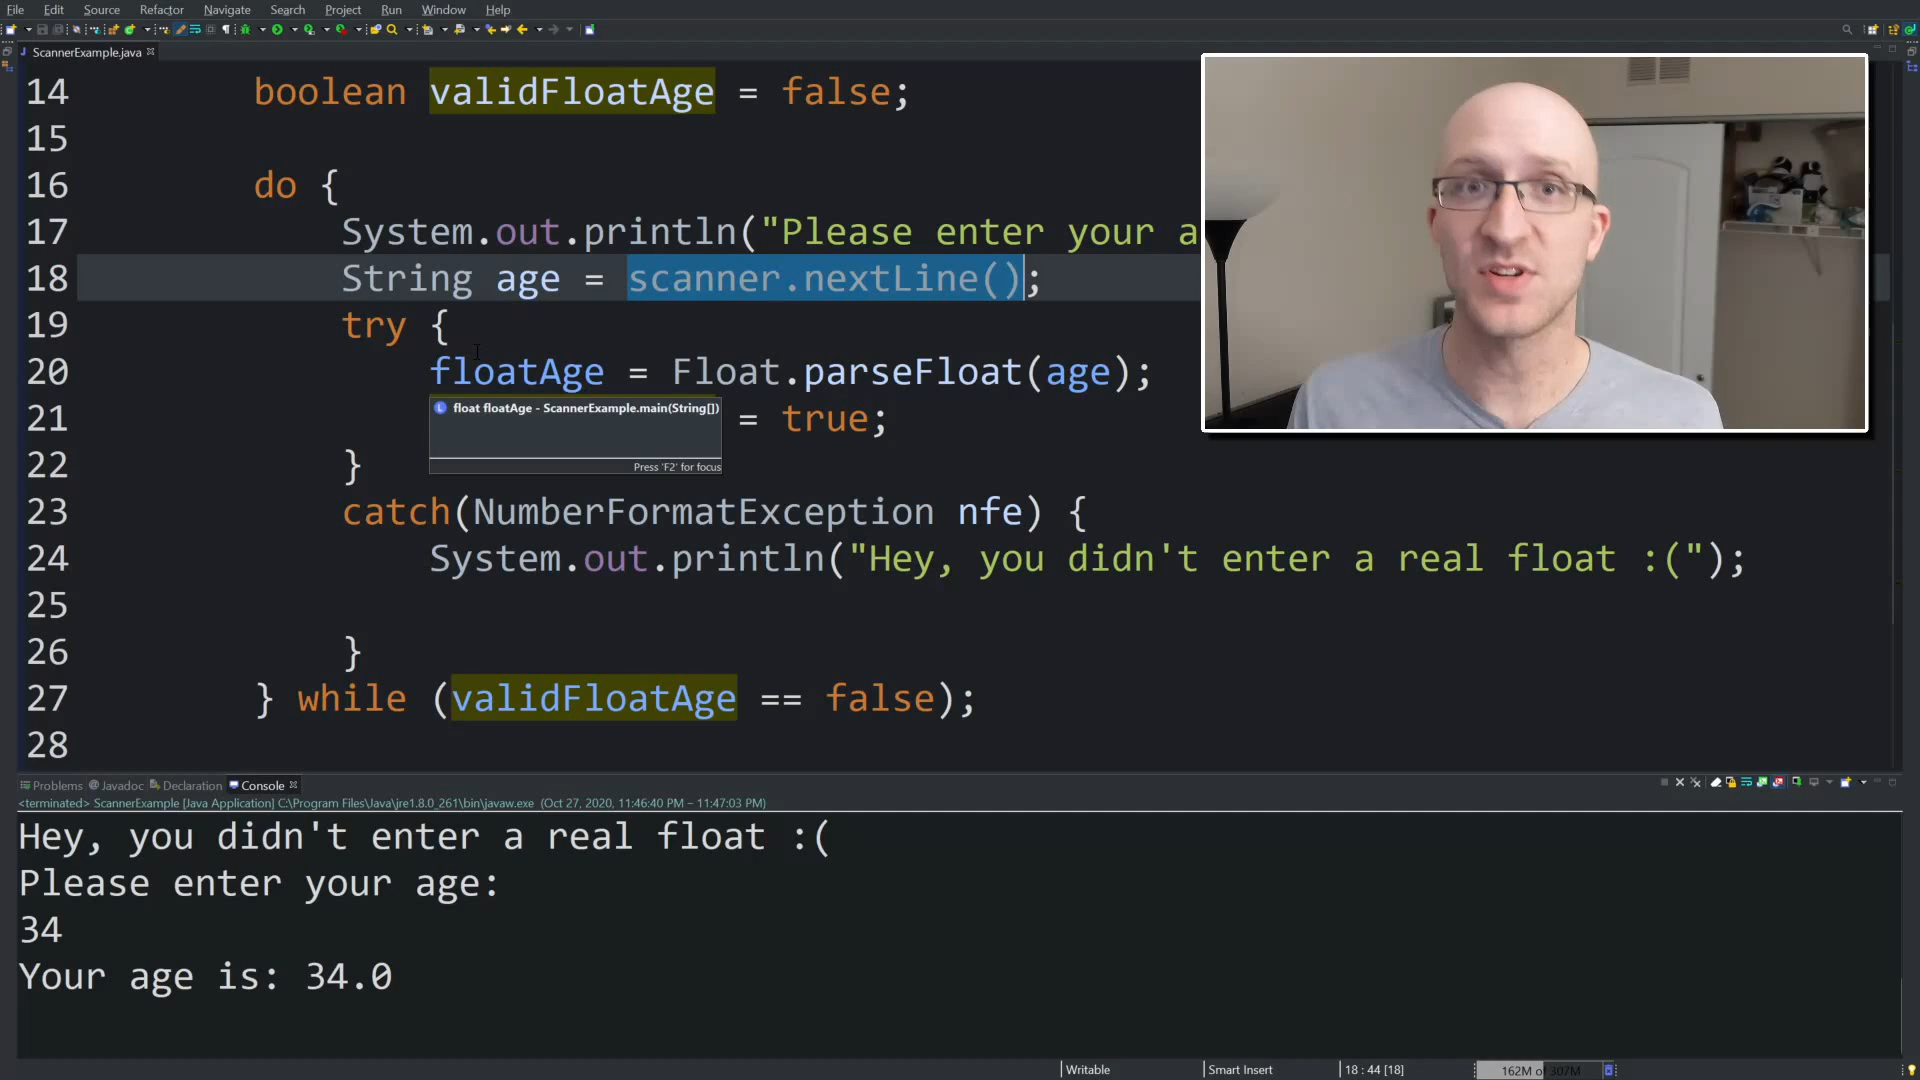 File Edit Source Refactor Navigate Search Project Run Window Help
ScannerExample.java
14 boolean validFloatAge = false;
15
16 do {
17 System.out.println("Please enter your a
18 String age = scanner.nextLine();
19 try {
20 floatAge = Float.parseFloat(age);
float floatAge - ScannerExample.main(String[])
21 = true;
Press 'F2' for focus
22 }
23 catch(NumberFormatException nfe) {
24 System.out.println("Hey, you didn't enter a real float :(");
25
26 }
27 } while (validFloatAge == false);
28
Problems @ Javadoc Declaration Console
<terminated> ScannerExample [Java Application] C:\Program Files\Java\jre1.8.0_261\bin\javaw.exe (Oct 27, 2020, 11:46:40 PM – 11:47:03 PM)
Hey, you didn't enter a real float :(
Please enter your age:
34
Your age is: 34.0
Writable Smart Insert 18 : 44 [18] 162M of 307M